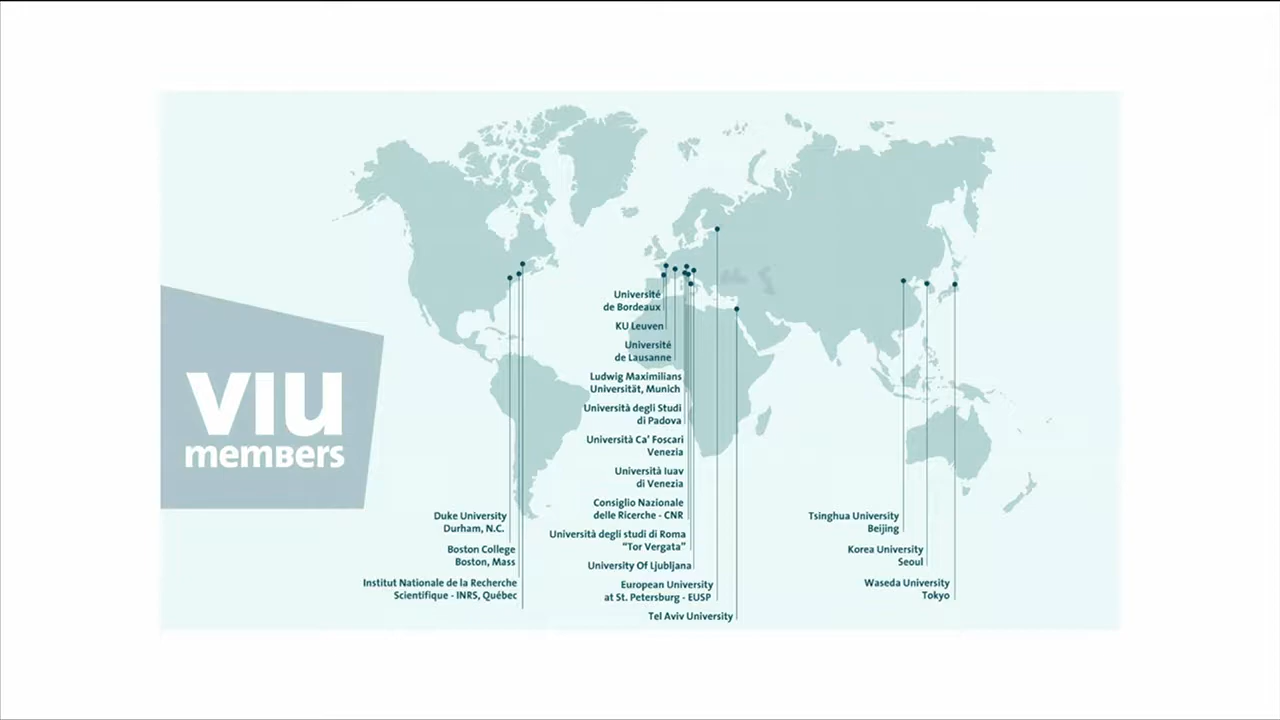 VIU
members
Duke University
Durham, N.C.
Boston College
Boston, Mass
Institut Nationale de la Recherche
Scientifique - INRS, Québec
Université
de Bordeaux
KU Leuven
Université
de Lausanne
Ludwig Maximilians
Universität, Munich
Università degli Studi
di Padova
Università Ca' Foscari
Venezia
Università Iuav
di Venezia
Consiglio Nazionale
delle Ricerche - CNR
Università degli studi di Roma
"Tor Vergata"
University Of Ljubljana
European University
at St. Petersburg - EUSP
Tel Aviv University
Tsinghua University
Beijing
Korea University
Seoul
Waseda University
Tokyo